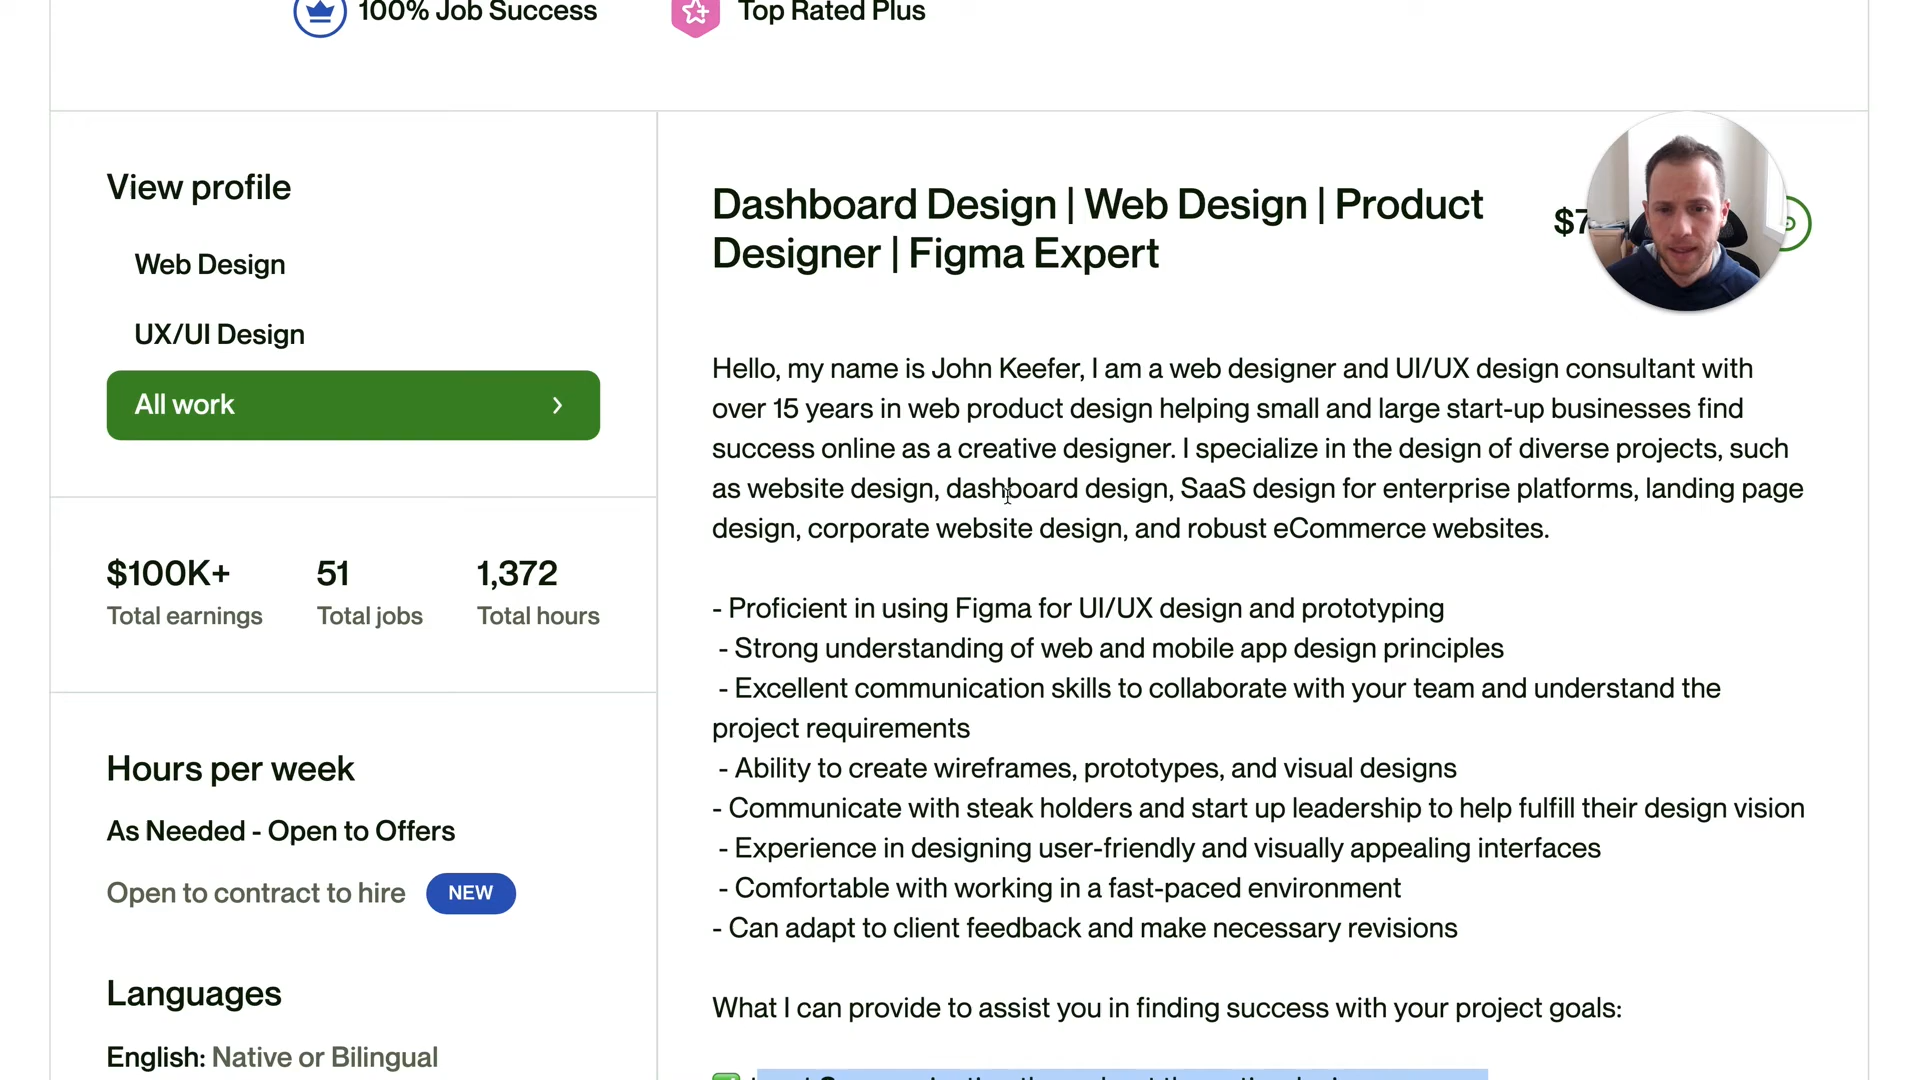 100% Job Success
Top Rated Plus
View profile
Web Design
UX/UI Design
All work
$100K+
Total earnings
51
Total jobs
1,372
Total hours
Hours per week
As Needed - Open to Offers
Open to contract to hire
NEW
Languages
English: Native or Bilingual
Dashboard Design | Web Design | Product
Designer | Figma Expert
$7
Hello, my name is John Keefer, I am a web designer and UI/UX design consultant with
over 15 years in web product design helping small and large start-up businesses find
success online as a creative designer. I specialize in the design of diverse projects, such
as website design, dashboard design, SaaS design for enterprise platforms, landing page
design, corporate website design, and robust eCommerce websites.
- Proficient in using Figma for UI/UX design and prototyping
- Strong understanding of web and mobile app design principles
- Excellent communication skills to collaborate with your team and understand the
project requirements
- Ability to create wireframes, prototypes, and visual designs
- Communicate with steak holders and start up leadership to help fulfill their design vision
- Experience in designing user-friendly and visually appealing interfaces
- Comfortable with working in a fast-paced environment
- Can adapt to client feedback and make necessary revisions
What I can provide to assist you in finding success with your project goals: